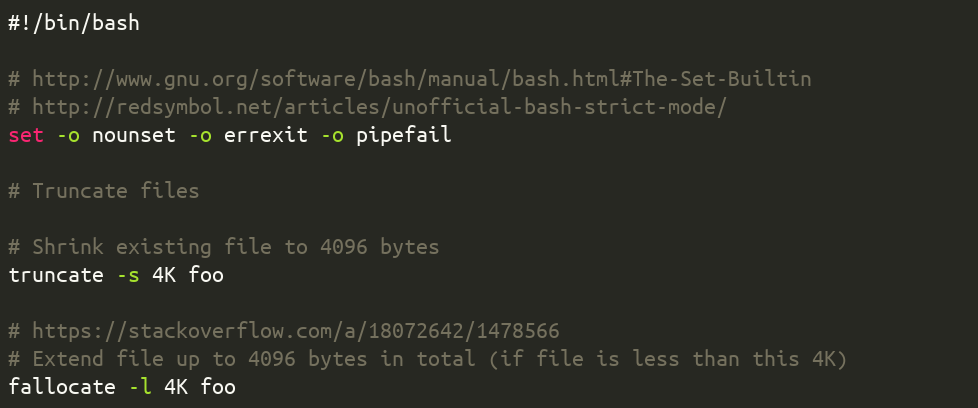 #!/bin/bash
# http://www.gnu.org/software/bash/manual/bash.html#The-Set-Builtin
# http://redsymbol.net/articles/unofficial-bash-strict-mode/
set -o nounset -o errexit -o pipefail
# Truncate files
# Shrink existing file to 4096 bytes
truncate -s 4K foo
# https://stackoverflow.com/a/18072642/1478566
# Extend file up to 4096 bytes in total (if file is less than this 4K)
fallocate -l 4K foo